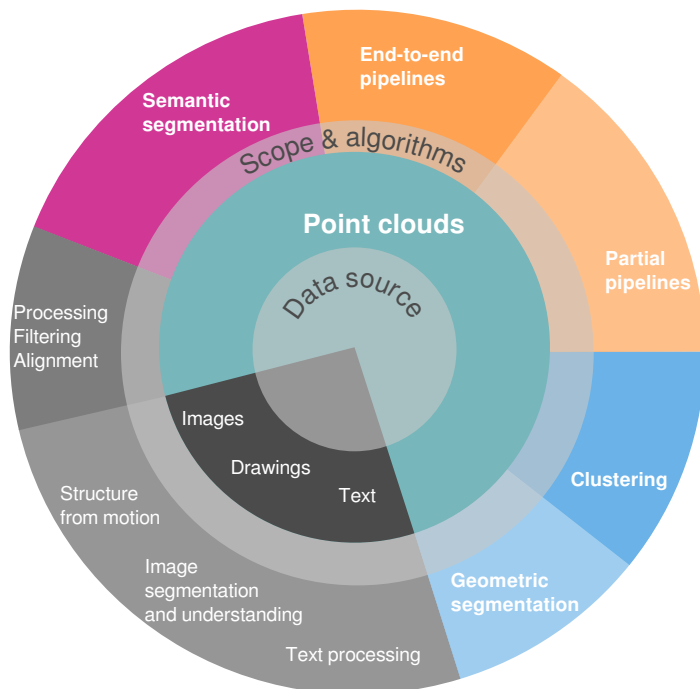 End-to-end
pipelines
Semantic
segmentation
Scope & algorithms
Point clouds
Partial
pipelines
Data source
Processing
Filtering
Alignment
Images
Drawings
Text
Clustering
Structure
from motion
Image
segmentation
and understanding
Geometric
segmentation
Text processing